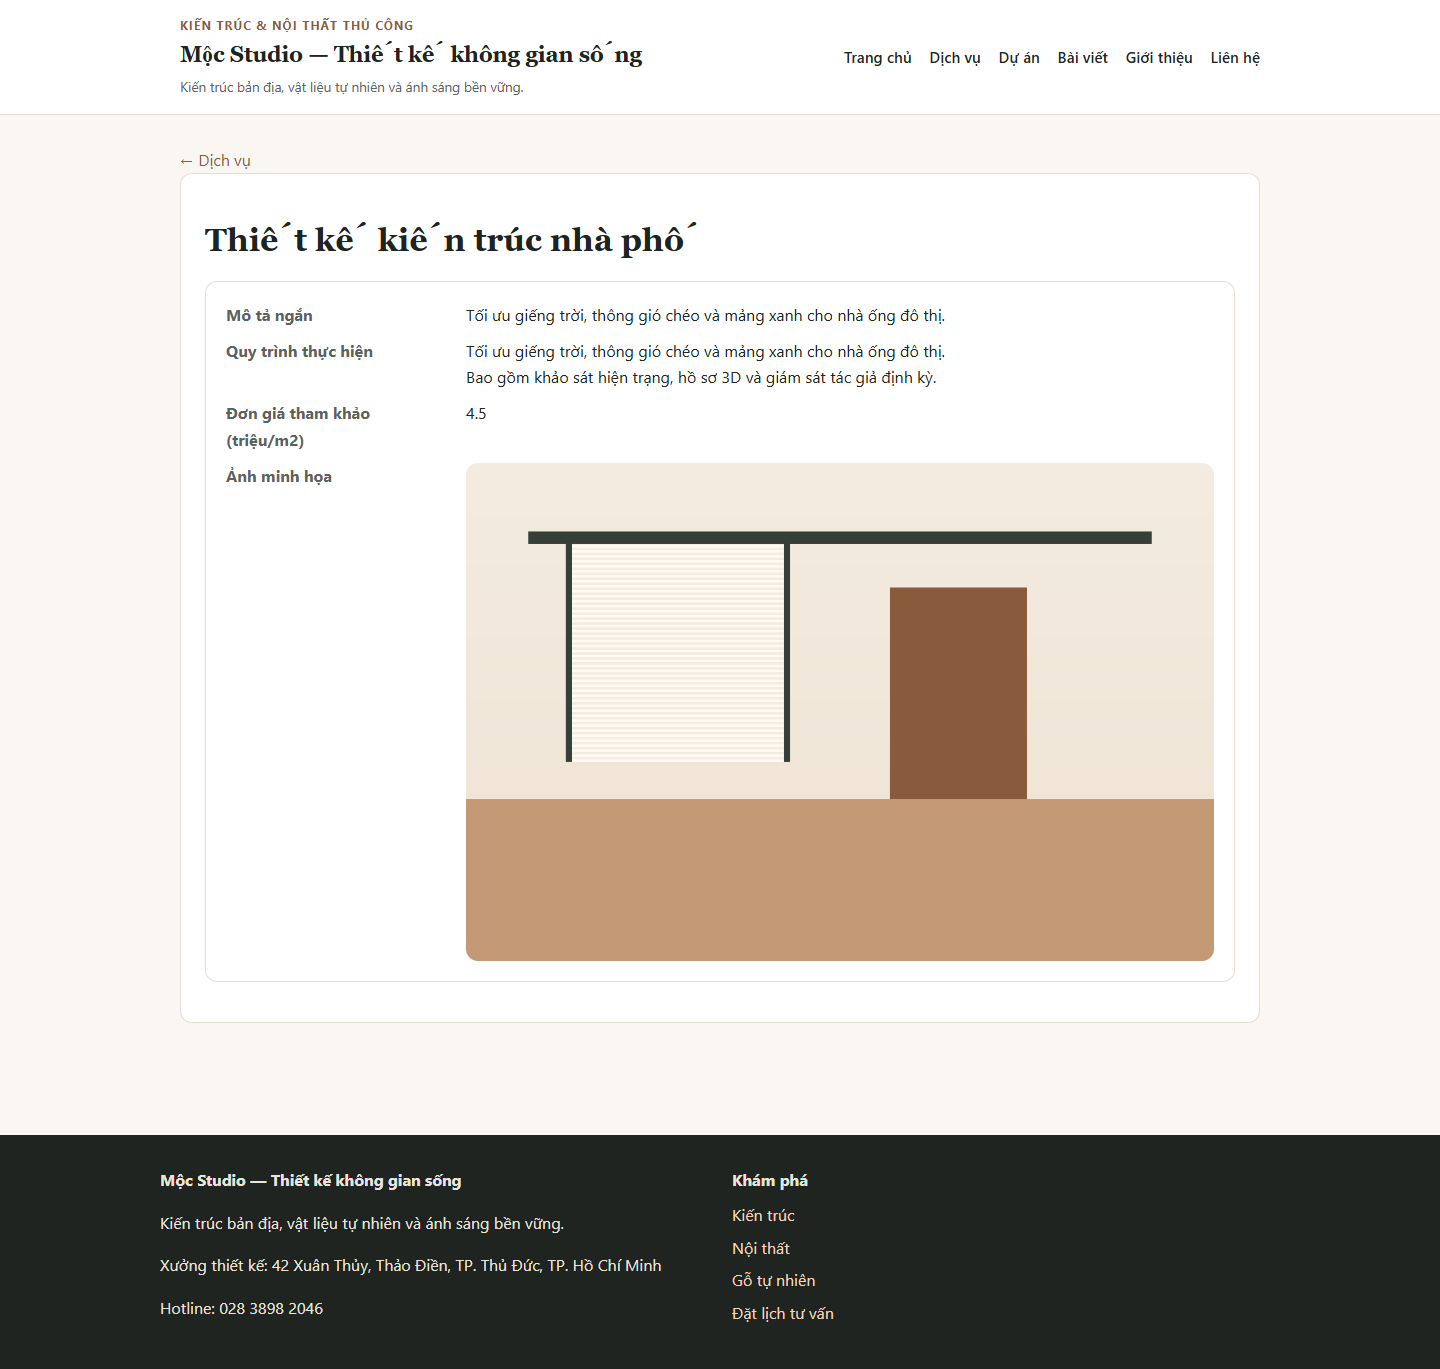 KIẾN TRÚC & NỘI THẤT THỦ CÔNG
Mộc Studio — Thiết kế không gian sống
Kiến trúc bản địa, vật liệu tự nhiên và ánh sáng bền vững.
Trang chủ Dịch vụ Dự án Bài viết Giới thiệu Liên hệ
← Dịch vụ
Thiết kế kiến trúc nhà phố
Mô tả ngắn
Tối ưu giếng trời, thông gió chéo và mảng xanh cho nhà ống đô thị.
Quy trình thực hiện
Tối ưu giếng trời, thông gió chéo và mảng xanh cho nhà ống đô thị.
Bao gồm khảo sát hiện trạng, hồ sơ 3D và giám sát tác giả định kỳ.
Đơn giá tham khảo
(triệu/m2)
4.5
Ảnh minh họa
Mộc Studio — Thiết kế không gian sống
Kiến trúc bản địa, vật liệu tự nhiên và ánh sáng bền vững.
Xưởng thiết kế: 42 Xuân Thủy, Thảo Điền, TP. Thủ Đức, TP. Hồ Chí Minh
Hotline: 028 3898 2046
Khám phá
Kiến trúc
Nội thất
Gỗ tự nhiên
Đặt lịch tư vấn